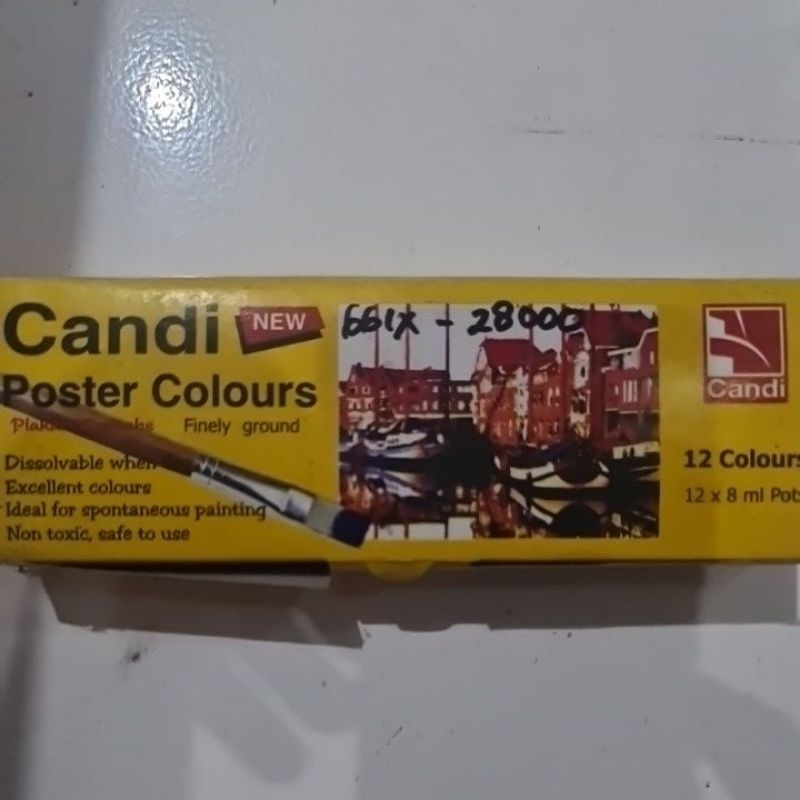 Candi NEW
Poster Colours
Finely ground
Dissolvable when
Excellent colours
Ideal for spontaneous painting
Non toxic, safe to use
661x - 28000
Candi
12 Colours
12 x 8 ml Pots